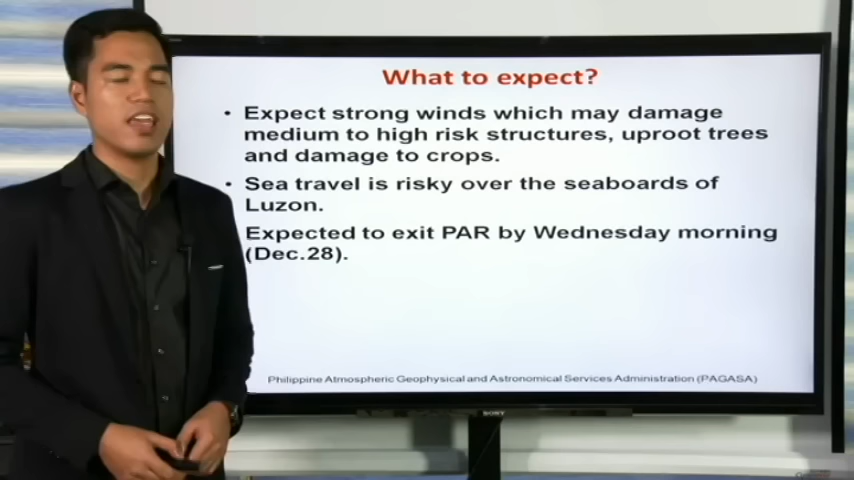 What to expect?
• Expect strong winds which may damage
medium to high risk structures, uproot trees
and damage to crops.
• Sea travel is risky over the seaboards of
Luzon.
Expected to exit PAR by Wednesday morning
(Dec.28).
Philippine Atmospheric Geophysical and Astronomical Services Administration (PAGASA)
SONY